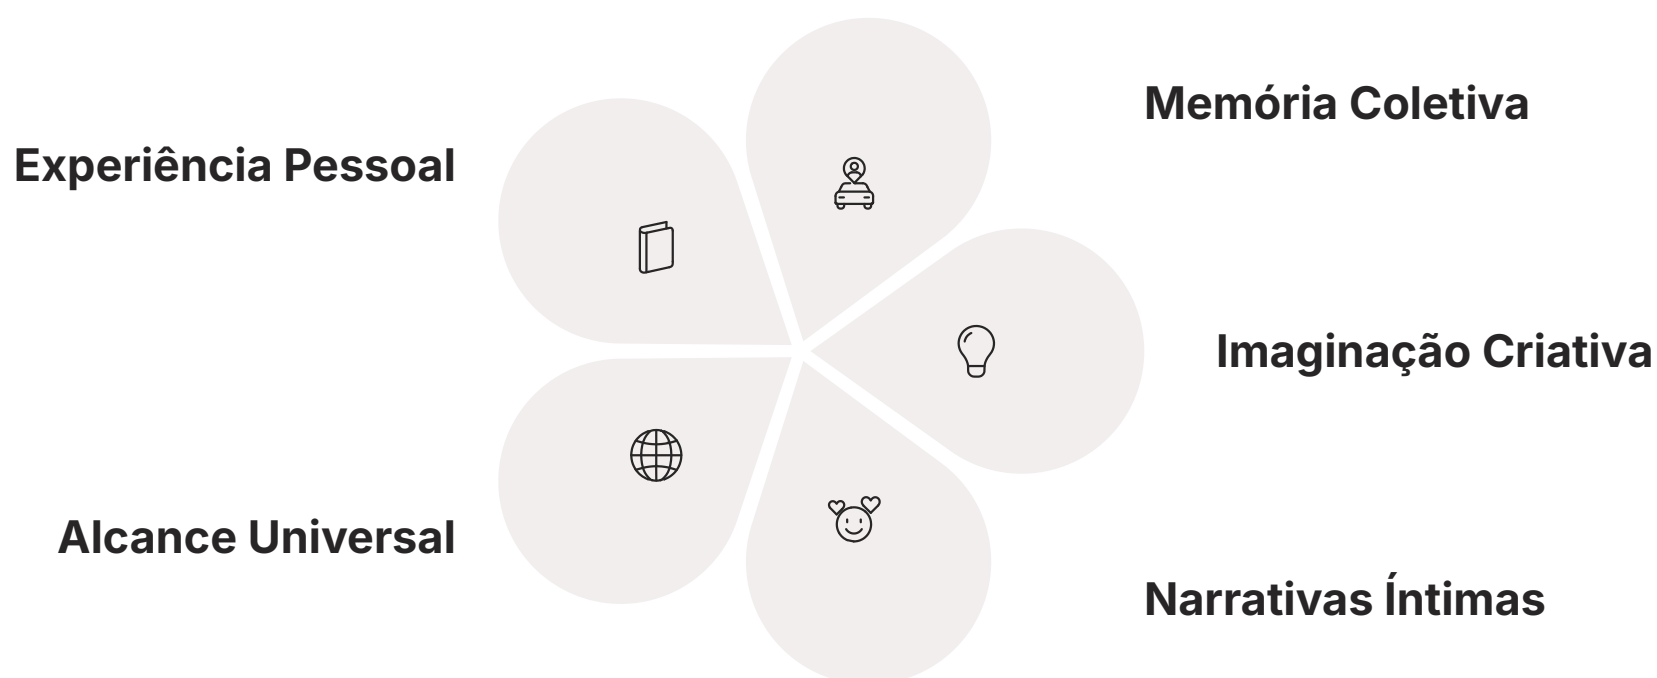 Memória Coletiva
Experiência Pessoal
Imaginação Criativa
Alcance Universal
Narrativas Íntimas